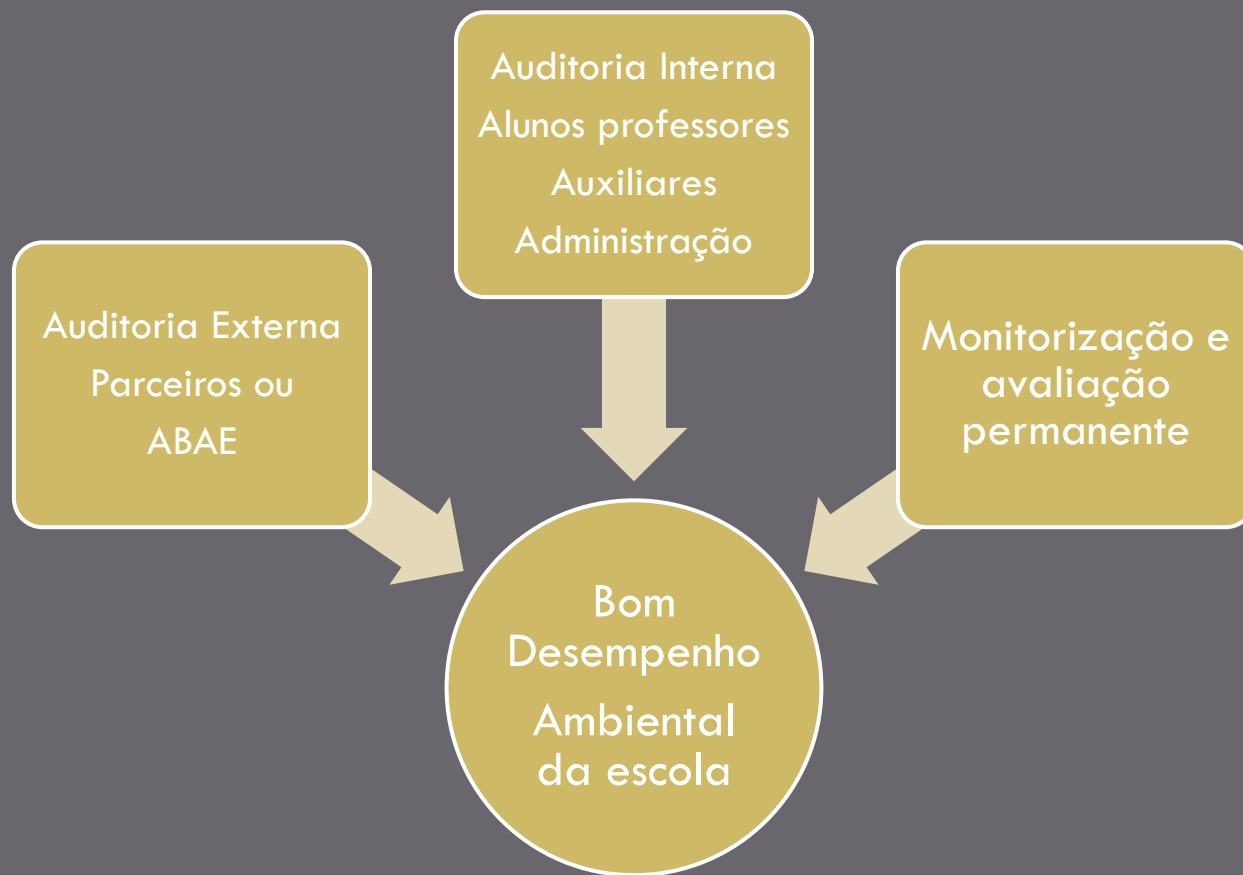 Auditoria Interna
Alunos professores
Auxiliares
Administração
Auditoria Externa
Parceiros ou
ABAE
Monitorização e
avaliação
permanente
Bom
Desempenho
Ambiental
da escola